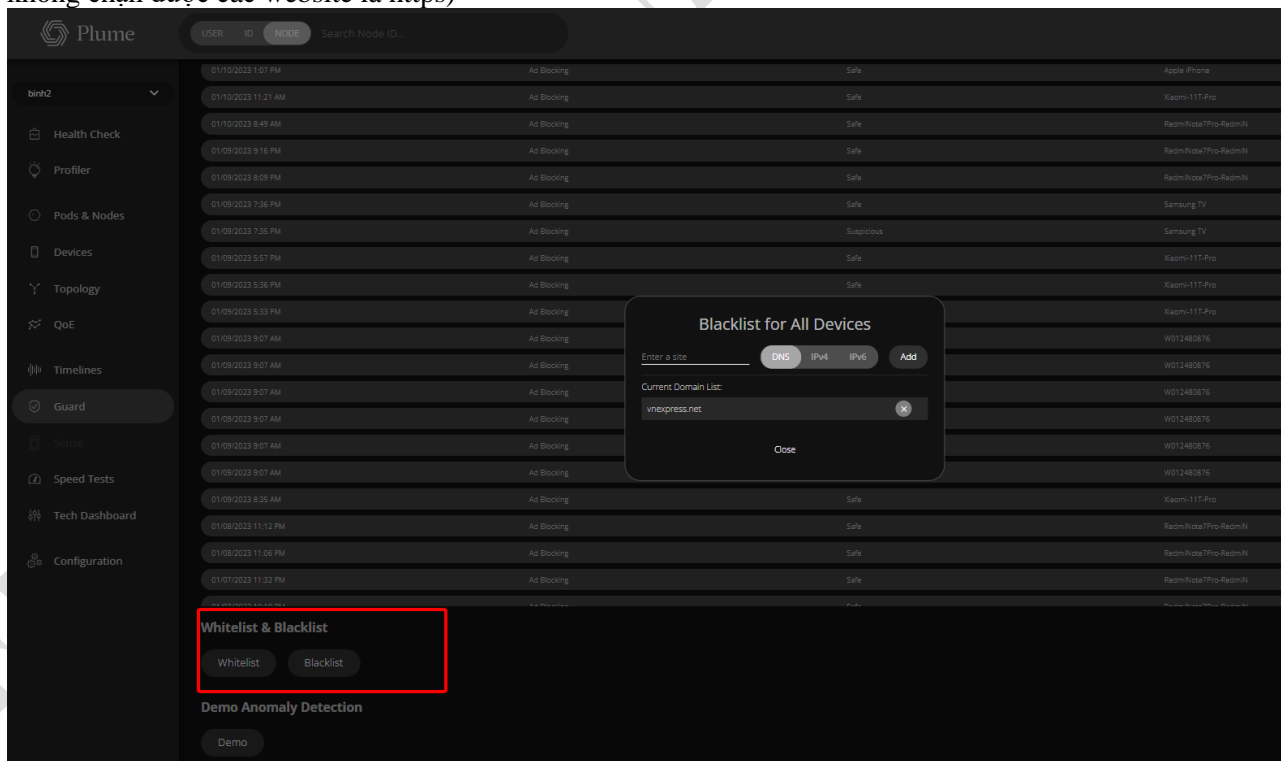 không chặn được các website là https)
Plume
USER ID NODE Search Node ID...
binh2
Health Check
Profiler
Pods & Nodes
Devices
Topology
QoE
Timelines
Guard
Sense
Speed Tests
Tech Dashboard
Configuration
01/10/2023 1:07 PM Ad Blocking Safe Apple iPhone
01/10/2023 11:21 AM Ad Blocking Safe Xiaomi-11T-Pro
01/10/2023 8:49 AM Ad Blocking Safe RedmiNote7Pro-RedmiN
01/09/2023 9:16 PM Ad Blocking Safe RedmiNote7Pro-RedmiN
01/09/2023 8:09 PM Ad Blocking Safe RedmiNote7Pro-RedmiN
01/09/2023 7:36 PM Ad Blocking Safe Samsung TV
01/09/2023 7:35 PM Ad Blocking Suspicious Samsung TV
01/09/2023 5:57 PM Ad Blocking Safe Xiaomi-11T-Pro
01/09/2023 5:36 PM Ad Blocking Safe Xiaomi-11T-Pro
01/09/2023 5:33 PM Ad Blocking Xiaomi-11T-Pro
01/09/2023 9:07 AM Ad Blocking W012480876
01/09/2023 9:07 AM Ad Blocking W012480876
01/09/2023 9:07 AM Ad Blocking W012480876
01/09/2023 9:07 AM Ad Blocking W012480876
01/09/2023 9:07 AM Ad Blocking W012480876
01/09/2023 9:07 AM Ad Blocking W012480876
01/09/2023 8:35 AM Ad Blocking Safe Xiaomi-11T-Pro
01/08/2023 11:12 PM Ad Blocking Safe RedmiNote7Pro-RedmiN
01/08/2023 11:06 PM Ad Blocking Safe RedmiNote7Pro-RedmiN
01/07/2023 11:32 PM Ad Blocking Safe RedmiNote7Pro-RedmiN
Blacklist for All Devices
Enter a site DNS IPv4 IPv6 Add
Current Domain List:
vnexpress.net
Close
Whitelist & Blacklist
Whitelist Blacklist
Demo Anomaly Detection
Demo